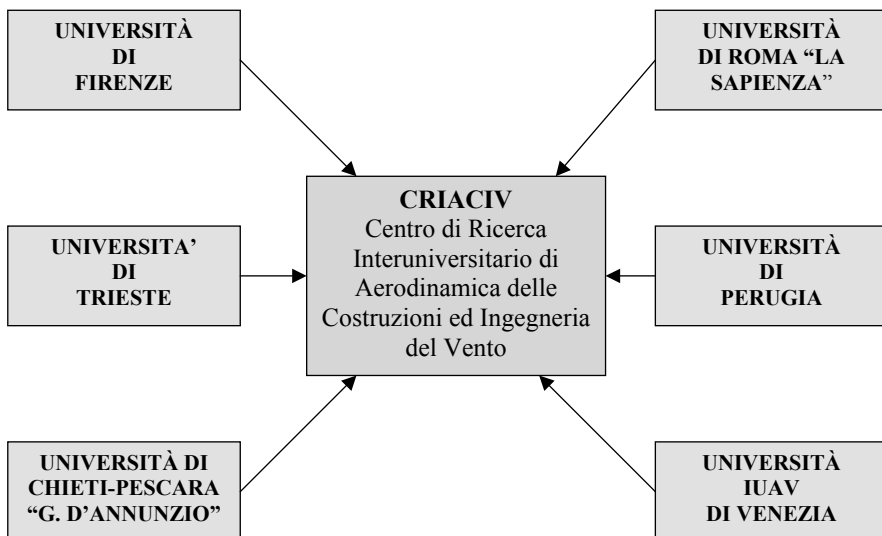 UNIVERSITÀ
DI
FIRENZE
UNIVERSITÀ
DI ROMA “LA
SAPIENZA”
CRIACIV
Centro di Ricerca
Interuniversitario di
Aerodinamica delle
Costruzioni ed Ingegneria
del Vento
UNIVERSITA’
DI
TRIESTE
UNIVERSITÀ
DI
PERUGIA
UNIVERSITÀ DI
CHIETI-PESCARA
“G. D’ANNUNZIO”
UNIVERSITÀ
IUAV
DI VENEZIA